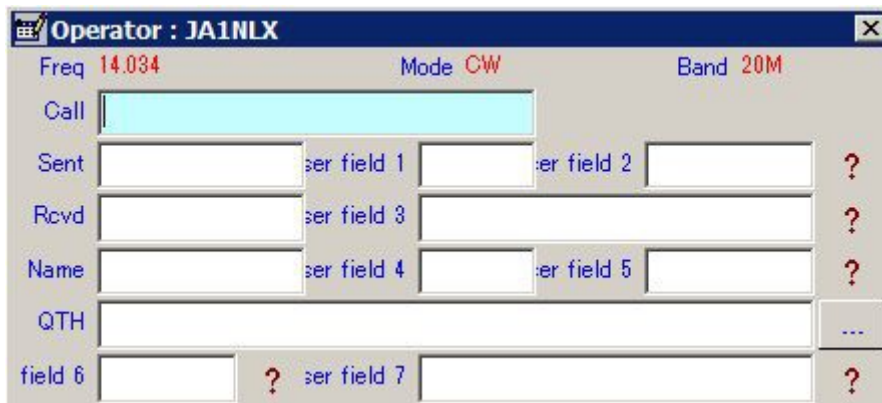 Operator : JA1NLX
Freq 14.034 Mode CW Band 20M
Call
Sent ser field 1 er field 2 ?
Rcvd ser field 3 ?
Name ser field 4 er field 5 ?
QTH ...
field 6 ? ser field 7 ?